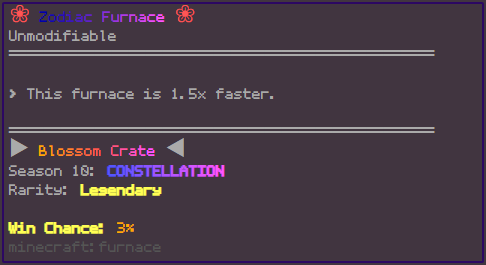 ❀ Zodiac Furnace ❀
Unmodifiable
> This furnace is 1.5x faster.
▶ Blossom Crate ◀
Season 10: CONSTELLATION
Rarity: Legendary
Win Chance: 3%
minecraft:furnace